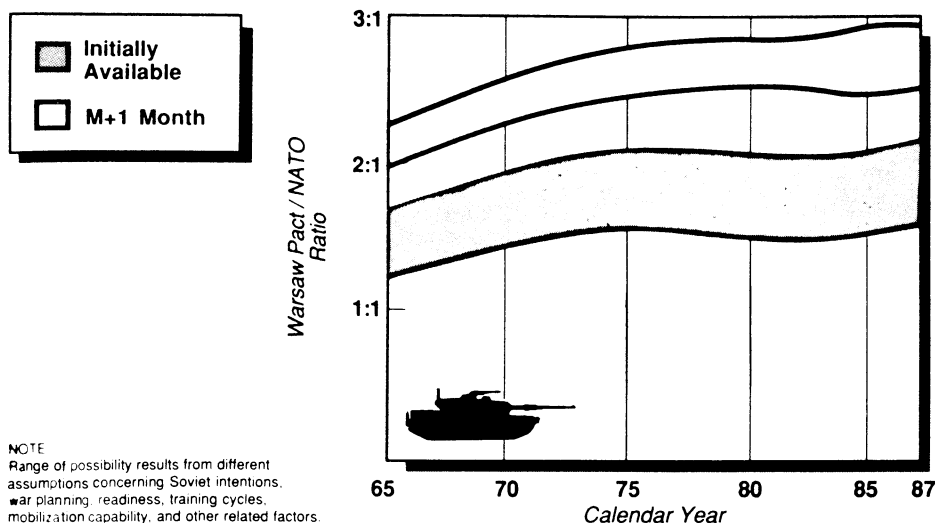 Initially
Available
M+1 Month
Warsaw Pact / NATO
Ratio
3:1
2:1
1:1
65 70 75 80 85 87
Calendar Year
NOTE
Range of possibility results from different
assumptions concerning Soviet intentions,
war planning, readiness, training cycles,
mobilization capability, and other related factors.